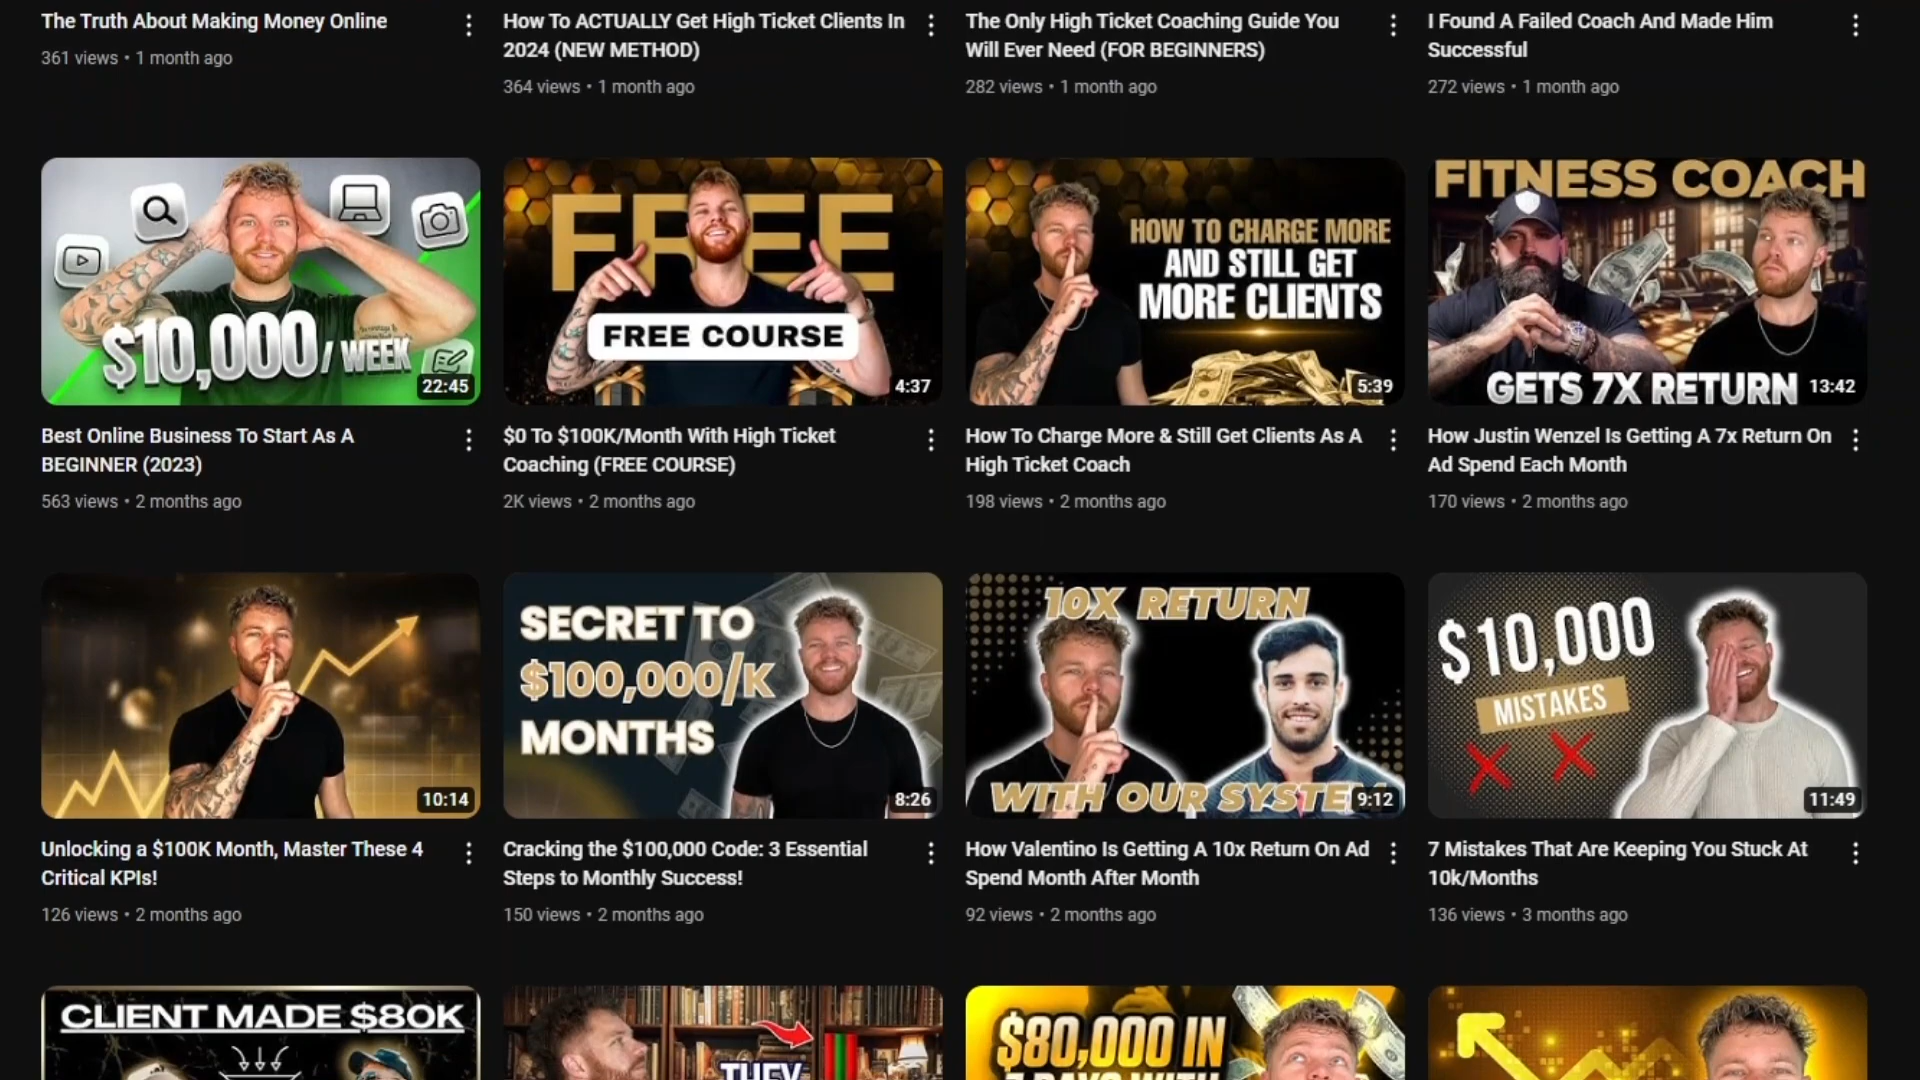 The Truth About Making Money Online
361 views • 1 month ago
How To ACTUALLY Get High Ticket Clients In
2024 (NEW METHOD)
364 views • 1 month ago
The Only High Ticket Coaching Guide You
Will Ever Need (FOR BEGINNERS)
282 views • 1 month ago
I Found A Failed Coach And Made Him
Successful
272 views • 1 month ago
$10,000/ WEEK
22:45
Best Online Business To Start As A
BEGINNER (2023)
563 views • 2 months ago
FREE
FREE COURSE
4:37
$0 To $100K/Month With High Ticket
Coaching (FREE COURSE)
2K views • 2 months ago
HOW TO CHARGE MORE
AND STILL GET
MORE CLIENTS
5:39
How To Charge More & Still Get Clients As A
High Ticket Coach
198 views • 2 months ago
FITNESS COACH
GETS 7X RETURN
13:42
How Justin Wenzel Is Getting A 7x Return On
Ad Spend Each Month
170 views • 2 months ago
10:14
Unlocking a $100K Month, Master These 4
Critical KPIs!
126 views • 2 months ago
SECRET TO
$100,000/K
MONTHS
8:26
Cracking the $100,000 Code: 3 Essential
Steps to Monthly Success!
150 views • 2 months ago
10X RETURN
WITH OUR SYSTEM
9:12
How Valentino Is Getting A 10x Return On Ad
Spend Month After Month
92 views • 2 months ago
$10,000
MISTAKES
11:49
7 Mistakes That Are Keeping You Stuck At
10k/Months
136 views • 3 months ago
CLIENT MADE $80K
THEY
$80,000 IN
7 DAYS WITH